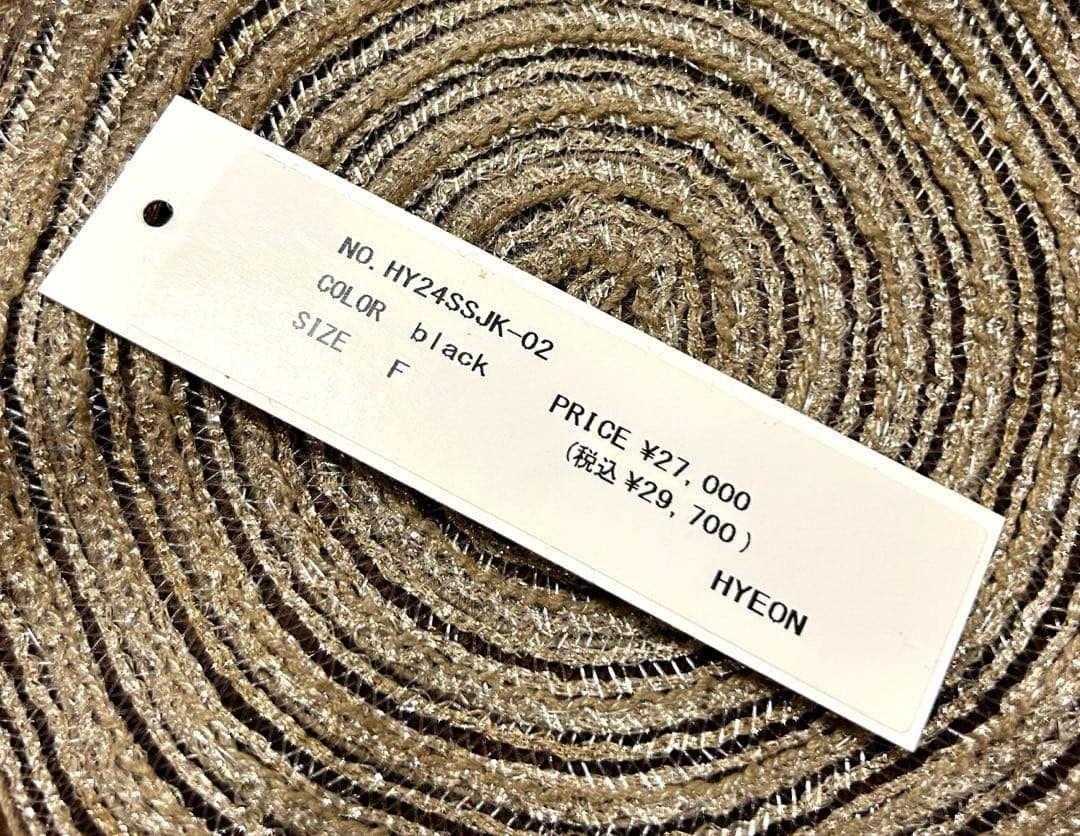 NO. HY24SSJK-02
COLOR black
SIZE F
PRICE ¥27,000
(税込 ¥29,700)
HYEON